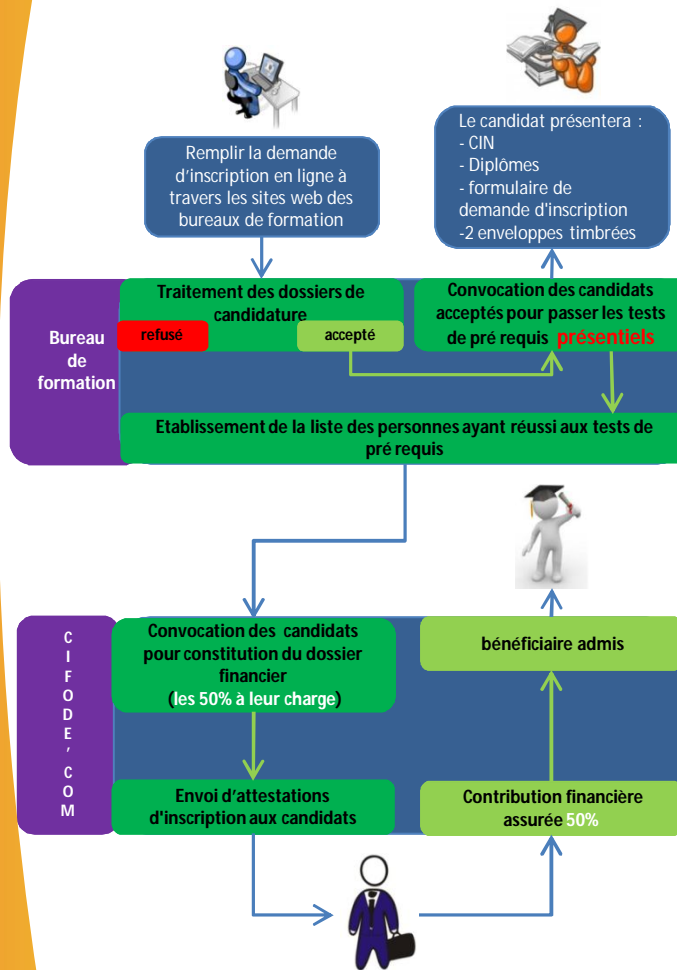 Remplir la demande
d'inscription en ligne à
travers les sites web des
bureaux de formation
Le candidat présentera :
- CIN
- Diplômes
- formulaire de
demande d'inscription
-2 enveloppes timbrées
Bureau
de
formation
Traitement des dossiers de
candidature
refusé
accepté
Convocation des candidats
acceptés pour passer les tests
de pré requis présentiels
Etablissement de la liste des personnes ayant réussi aux tests de
pré requis
C
I
F
O
D
E
'
C
O
M
Convocation des candidats
pour constitution du dossier
financier
(les 50% à leur charge)
bénéficiaire admis
Envoi d'attestations
d'inscription aux candidats
Contribution financière
assurée 50%